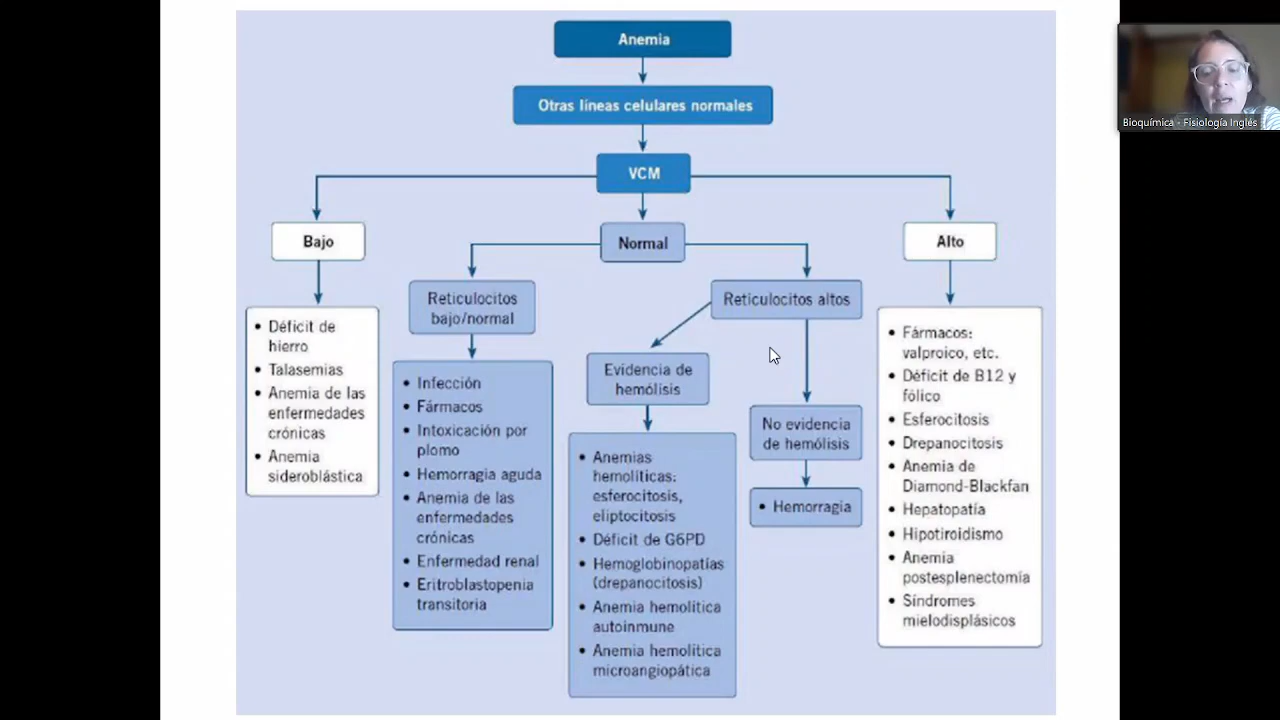 Anemia
Otras líneas celulares normales
VCM
Bajo
Normal
Alto
Reticulocitos
bajo/normal
Reticulocitos altos
• Déficit de
hierro
• Talasemias
• Anemia de las
enfermedades
crónicas
• Anemia
sideroblástica
• Infección
• Fármacos
• Intoxicación por
plomo
• Hemorragia aguda
• Anemia de las
enfermedades
crónicas
• Enfermedad renal
• Eritroblastopenia
transitoria
Evidencia de
hemólisis
• Anemias
hemolíticas:
esferocitosis,
eliptocitosis
• Déficit de G6PD
• Hemoglobinopatías
(drepanocitosis)
• Anemia hemolítica
autoinmune
• Anemia hemolítica
microangiopática
No evidencia
de hemólisis
• Hemorragia
• Fármacos:
valproico, etc.
• Déficit de B12 y
fólico
• Esferocitosis
• Drepanocitosis
• Anemia de
Diamond-Blackfan
• Hepatopatía
• Hipotiroidismo
• Anemia
postesplenectomía
• Síndromes
mielodisplásicos
Bioquímica - Fisiología Inglés